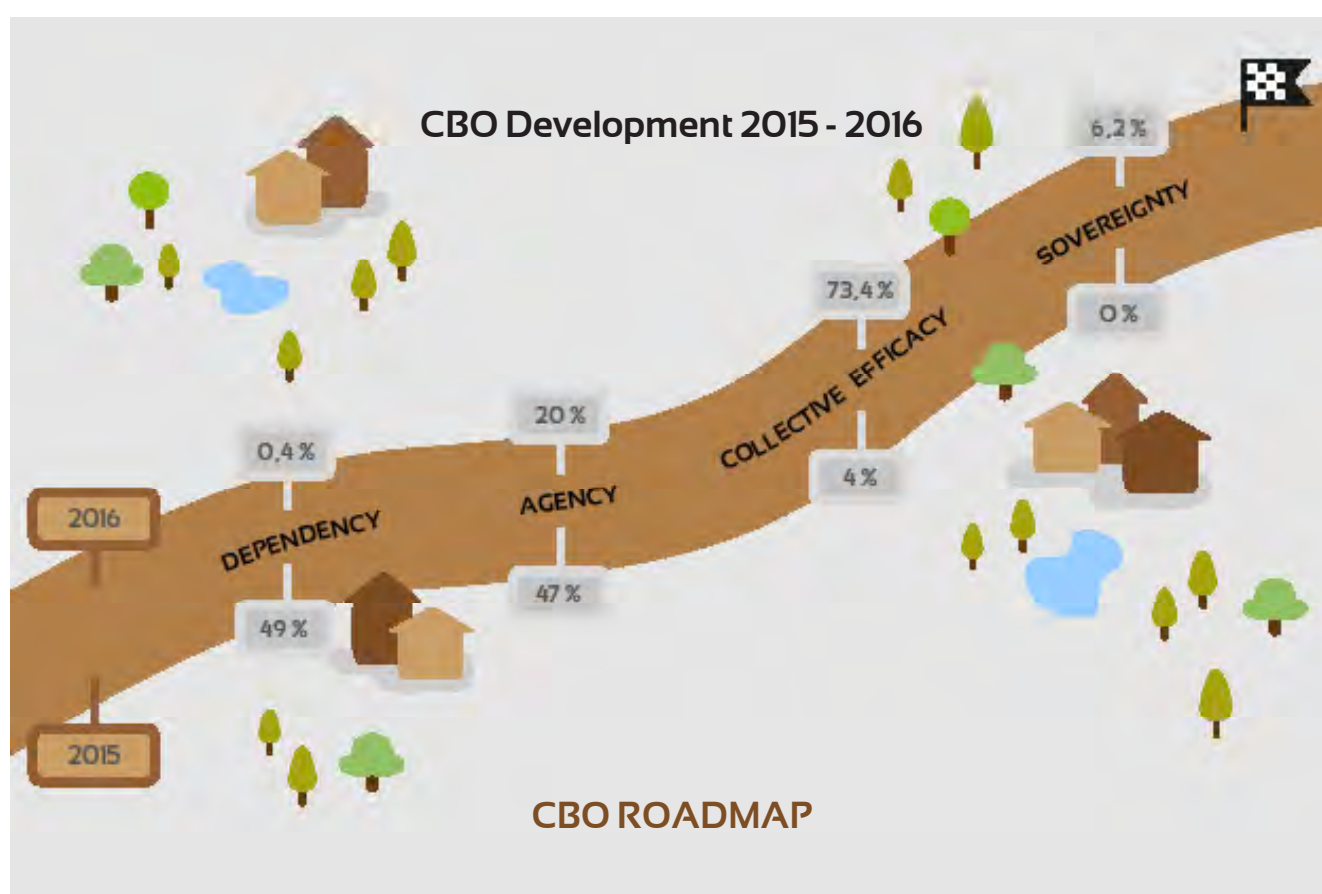 CBO Development 2015 - 2016
6,2 %
SOVEREIGNTY
0 %
73,4 %
COLLECTIVE EFFICACY
4 %
20 %
AGENCY
47 %
0,4 %
DEPENDENCY
49 %
2016
2015
CBO ROADMAP